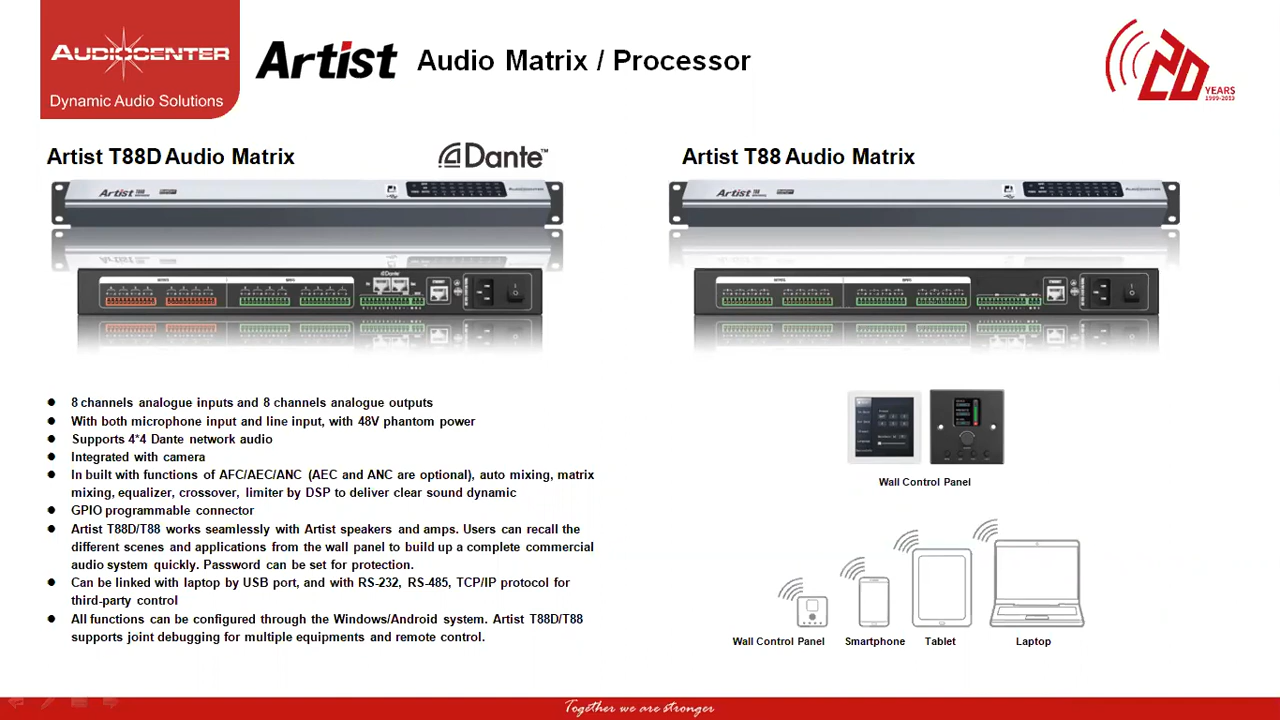 AUDIOCENTER
Dynamic Audio Solutions
Artist Audio Matrix / Processor
20
YEARS
1999-2019
Artist T88D Audio Matrix
Dante™
Artist T88 Audio Matrix
Artist T88
AUDIOCENTER
Artist T88
AUDIOCENTER
Dante
● 8 channels analogue inputs and 8 channels analogue outputs
● With both microphone input and line input, with 48V phantom power
● Supports 4*4 Dante network audio
● Integrated with camera
● In built with functions of AFC/AEC/ANC (AEC and ANC are optional), auto mixing, matrix
mixing, equalizer, crossover, limiter by DSP to deliver clear sound dynamic
● GPIO programmable connector
● Artist T88D/T88 works seamlessly with Artist speakers and amps. Users can recall the
different scenes and applications from the wall panel to build up a complete commercial
audio system quickly. Password can be set for protection.
● Can be linked with laptop by USB port, and with RS-232, RS-485, TCP/IP protocol for
third-party control
● All functions can be configured through the Windows/Android system. Artist T88D/T88
supports joint debugging for multiple equipments and remote control.
Wall Control Panel
Wall Control Panel
Smartphone
Tablet
Laptop
Together we are stronger